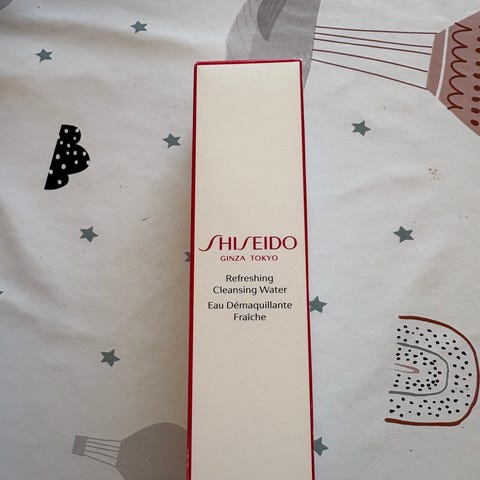 SHISEIDO
GINZA TOKYO
Refreshing
Cleansing Water
Eau Démaquillante
Fraîche